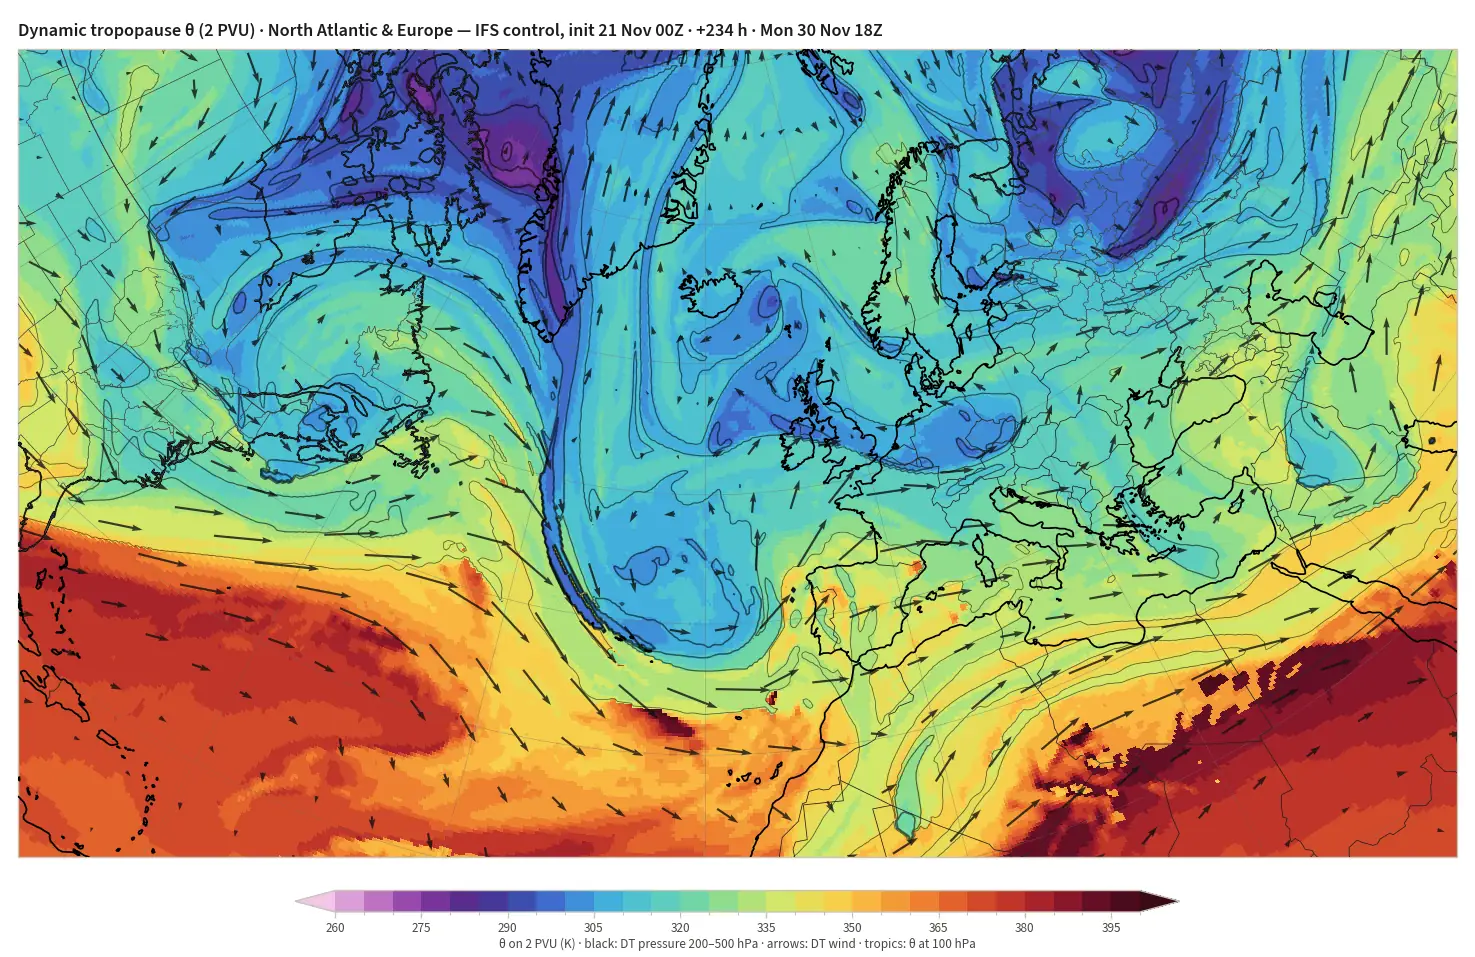 Dynamic tropopause θ (2 PVU) · North Atlantic & Europe — IFS control, init 21 Nov 00Z · +234 h · Mon 30 Nov 18Z
260 275 290 305 320 335 350 365 380 395
θ on 2 PVU (K) · black: DT pressure 200–500 hPa · arrows: DT wind · tropics: θ at 100 hPa